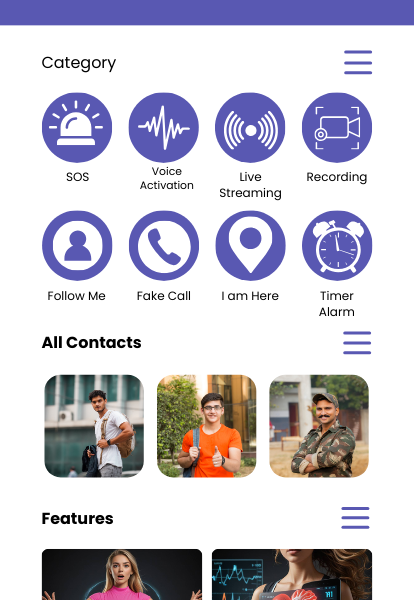 Category
SOS
Voice
Activation
Live
Streaming
Recording
Follow Me
Fake Call
I am Here
Timer
Alarm
All Contacts
Features